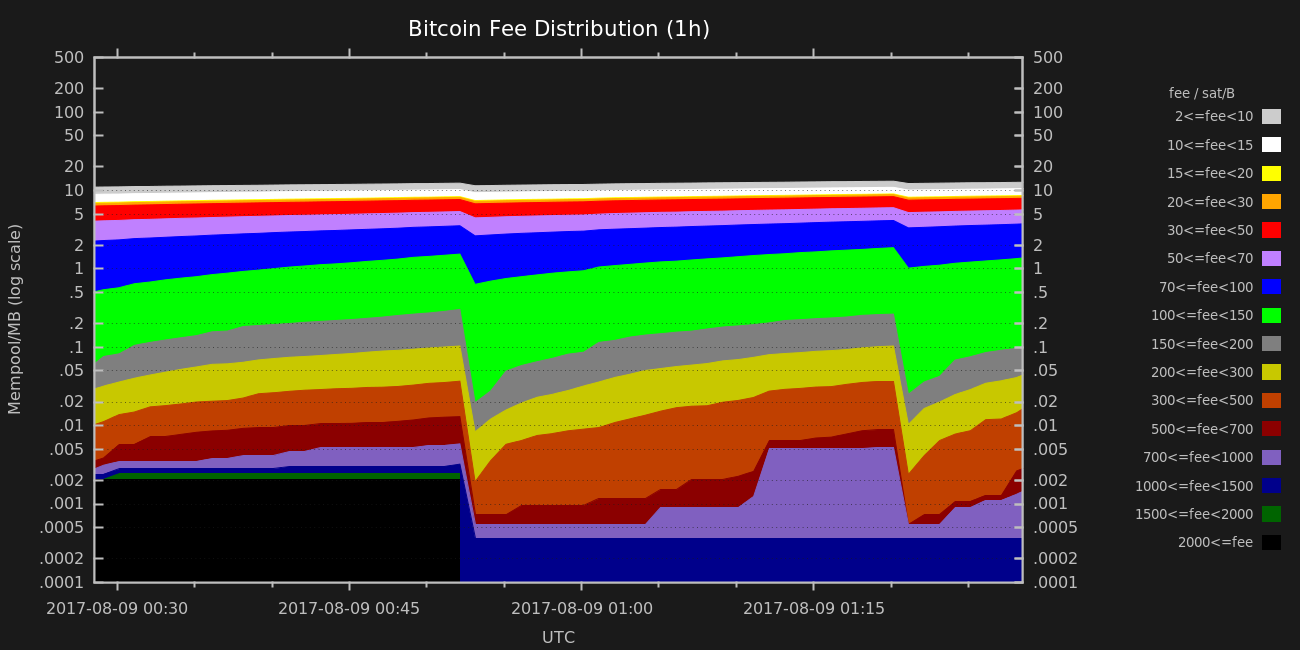 Bitcoin Fee Distribution (1h)
Mempool/MB (log scale)
500
200
100
50
20
10
5
2
1
.5
.2
.1
.05
.02
.01
.005
.002
.001
.0005
.0002
.0001
500
200
100
50
20
10
5
2
1
.5
.2
.1
.05
.02
.01
.005
.002
.001
.0005
.0002
.0001
2017-08-09 00:30
2017-08-09 00:45
2017-08-09 01:00
2017-08-09 01:15
UTC
fee / sat/B
2<=fee<10
10<=fee<15
15<=fee<20
20<=fee<30
30<=fee<50
50<=fee<70
70<=fee<100
100<=fee<150
150<=fee<200
200<=fee<300
300<=fee<500
500<=fee<700
700<=fee<1000
1000<=fee<1500
1500<=fee<2000
2000<=fee